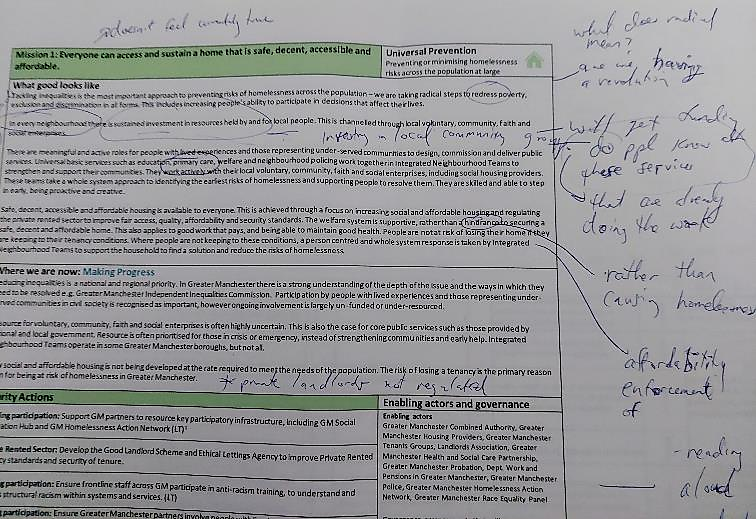 doesn't feel currently true
what does radical
mean?
are we having
a revolution
Mission 1: Everyone can access and sustain a home that is safe, decent, accessible and
affordable.
Universal Prevention
Preventing or minimising homelessness
risks across the population at large
What good looks like
Tackling inequalities is the most important approach to preventing risks of homelessness across the population – we are taking radical steps to redress poverty,
exclusion and discrimination in all forms. This includes increasing people's ability to participate in decisions that affect their lives.
In every neighbourhood there is sustained investment in resources held by and for local people. This is channelled through local voluntary, community, faith and
social enterprises.
investing in local community groups
will get funding
do ppl know
these services
that are already
doing the work
There are meaningful and active roles for people with lived experiences and those representing under-served communities to design, commission and deliver public
services. Universal basic services such as education, primary care, welfare and neighbourhood policing work together in Integrated Neighbourhood Teams to
strengthen and support their communities. They work actively with their local voluntary, community, faith and social enterprises, including social housing providers.
These teams take a whole system approach to identifying the earliest risks of homelessness and supporting people to resolve them. They are skilled and able to step
in early, being proactive and creative.
Safe, decent, accessible and affordable housing is available to everyone. This is achieved through a focus on increasing social and affordable housing and regulating
the private rented sector to improve fair access, quality, affordability and security standards. The welfare system is supportive, rather than a hindrance to securing a
safe, decent and affordable home. This also applies to good work that pays, and being able to maintain good health. People are not at risk of losing their home if they
are keeping to their tenancy conditions. Where people are not keeping to these conditions, a person centred and whole system response is taken by Integrated
Neighbourhood Teams to support the household to find a solution and reduce the risks of homelessness.
rather than
causing homelessness
Where we are now: Making Progress
educing inequalities is a national and regional priority. In Greater Manchester there is a strong understanding of the depth of the issue and the ways in which they
ed to be resolved e.g. Greater Manchester Independent Inequalities Commission. Participation by people with lived experiences and those representing under-
rved communities in civil society is recognised as important, however ongoing involvement is largely un-funded or under-resourced.
source for voluntary, community, faith and social enterprises is often highly uncertain. This is also the case for core public services such as those provided by
ional and local government. Resource is often prioritised for those in crisis or emergency, instead of strengthening communities and early help. Integrated
ghbourhood Teams operate in some Greater Manchester boroughs, but not all.
social and affordable housing is not being developed at the rate required to meet the needs of the population. The risk of losing a tenancy is the primary reason
n for being at risk of homelessness in Greater Manchester.
+ private landlords not regulated
affordability
enforcement
of
- reading
aloud
rity Actions
Enabling actors and governance
ing participation: Support GM partners to resource key participatory infrastructure, including GM Social
ation Hub and GM Homelessness Action Network (LT)
e Rented Sector: Develop the Good Landlord Scheme and Ethical Lettings Agency to improve Private Rented
cy standards and security of tenure.
g participation: Ensure frontline staff across GM participate in anti-racism training, to understand and
structural racism within systems and services. (LT)
participation: Ensure Greater Manchester partners involve people
Enabling actors
Greater Manchester Combined Authority, Greater
Manchester Housing Providers, Greater Manchester
Tenants Groups, Landlords Association, Greater
Manchester Health and Social Care Partnership,
Greater Manchester Probation, Dept. Work and
Pensions in Greater Manchester, Greater Manchester
Police, Greater Manchester Homelessness Action
Network, Greater Manchester Race Equality Panel